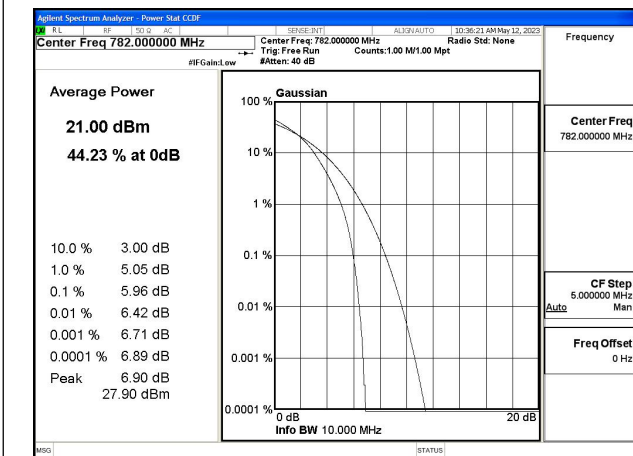 Agilent Spectrum Analyzer - Power Stat CCDF
RL RF 50 Ω AC SENSE:INT ALIGN AUTO 10:36:21 AM May 12, 2023
Center Freq 782.000000 MHz
Center Freq: 782.000000 MHz Radio Std: None
Trig: Free Run Counts:1.00 M/1.00 Mpt
#IFGain:Low #Atten: 40 dB
Frequency
Average Power
21.00 dBm
44.23 % at 0dB
10.0 % 3.00 dB
1.0 % 5.05 dB
0.1 % 5.96 dB
0.01 % 6.42 dB
0.001 % 6.71 dB
0.0001 % 6.89 dB
Peak 6.90 dB
27.90 dBm
Gaussian
100 %
10 %
1 %
0.1 %
0.01 %
0.001 %
0.0001 %
0 dB 20 dB
Info BW 10.000 MHz
Center Freq
782.000000 MHz
CF Step
5.000000 MHz
Auto Man
Freq Offset
0 Hz
MSG STATUS